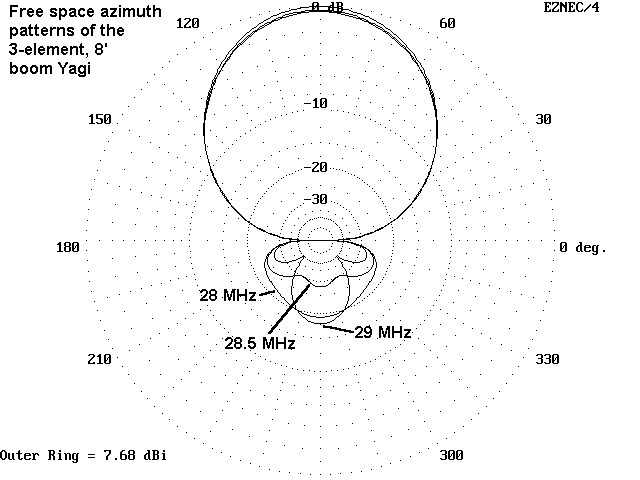 Free space azimuth
patterns of the
3-element, 8'
boom Yagi
0 dB
EZNEC/4
120
60
-10
150
30
-20
-30
180
0 deg.
28 MHz
28.5 MHz
29 MHz
210
330
Outer Ring = 7.68 dBi
300